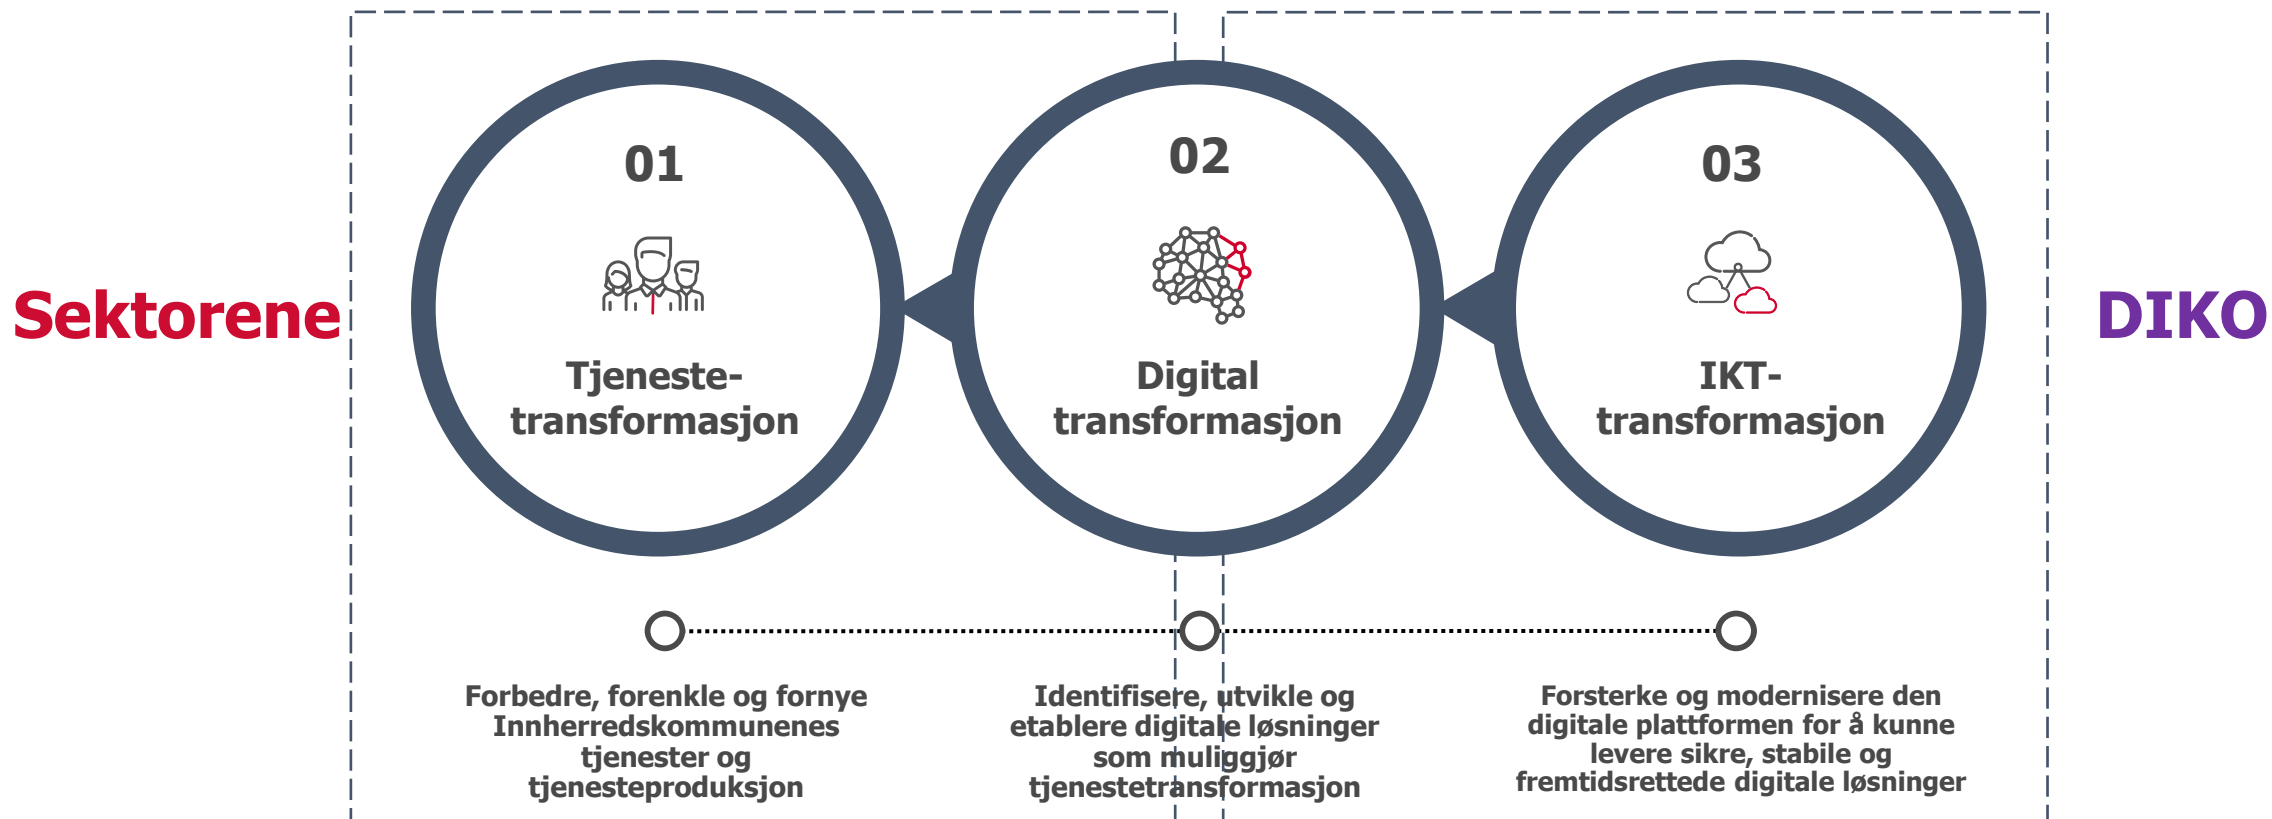 Sektorene
01
Tjeneste-
transformasjon
Forbedre, forenkle og fornye
Innherredskommunenes
tjenester og
tjenesteproduksjon
02
Digital
transformasjon
Identifisere, utvikle og
etablere digitale løsninger
som muliggjør
tjenestetransformasjon
03
IKT-
transformasjon
Forsterke og modernisere den
digitale plattformen for å kunne
levere sikre, stabile og
fremtidsrettede digitale løsninger
DIKO